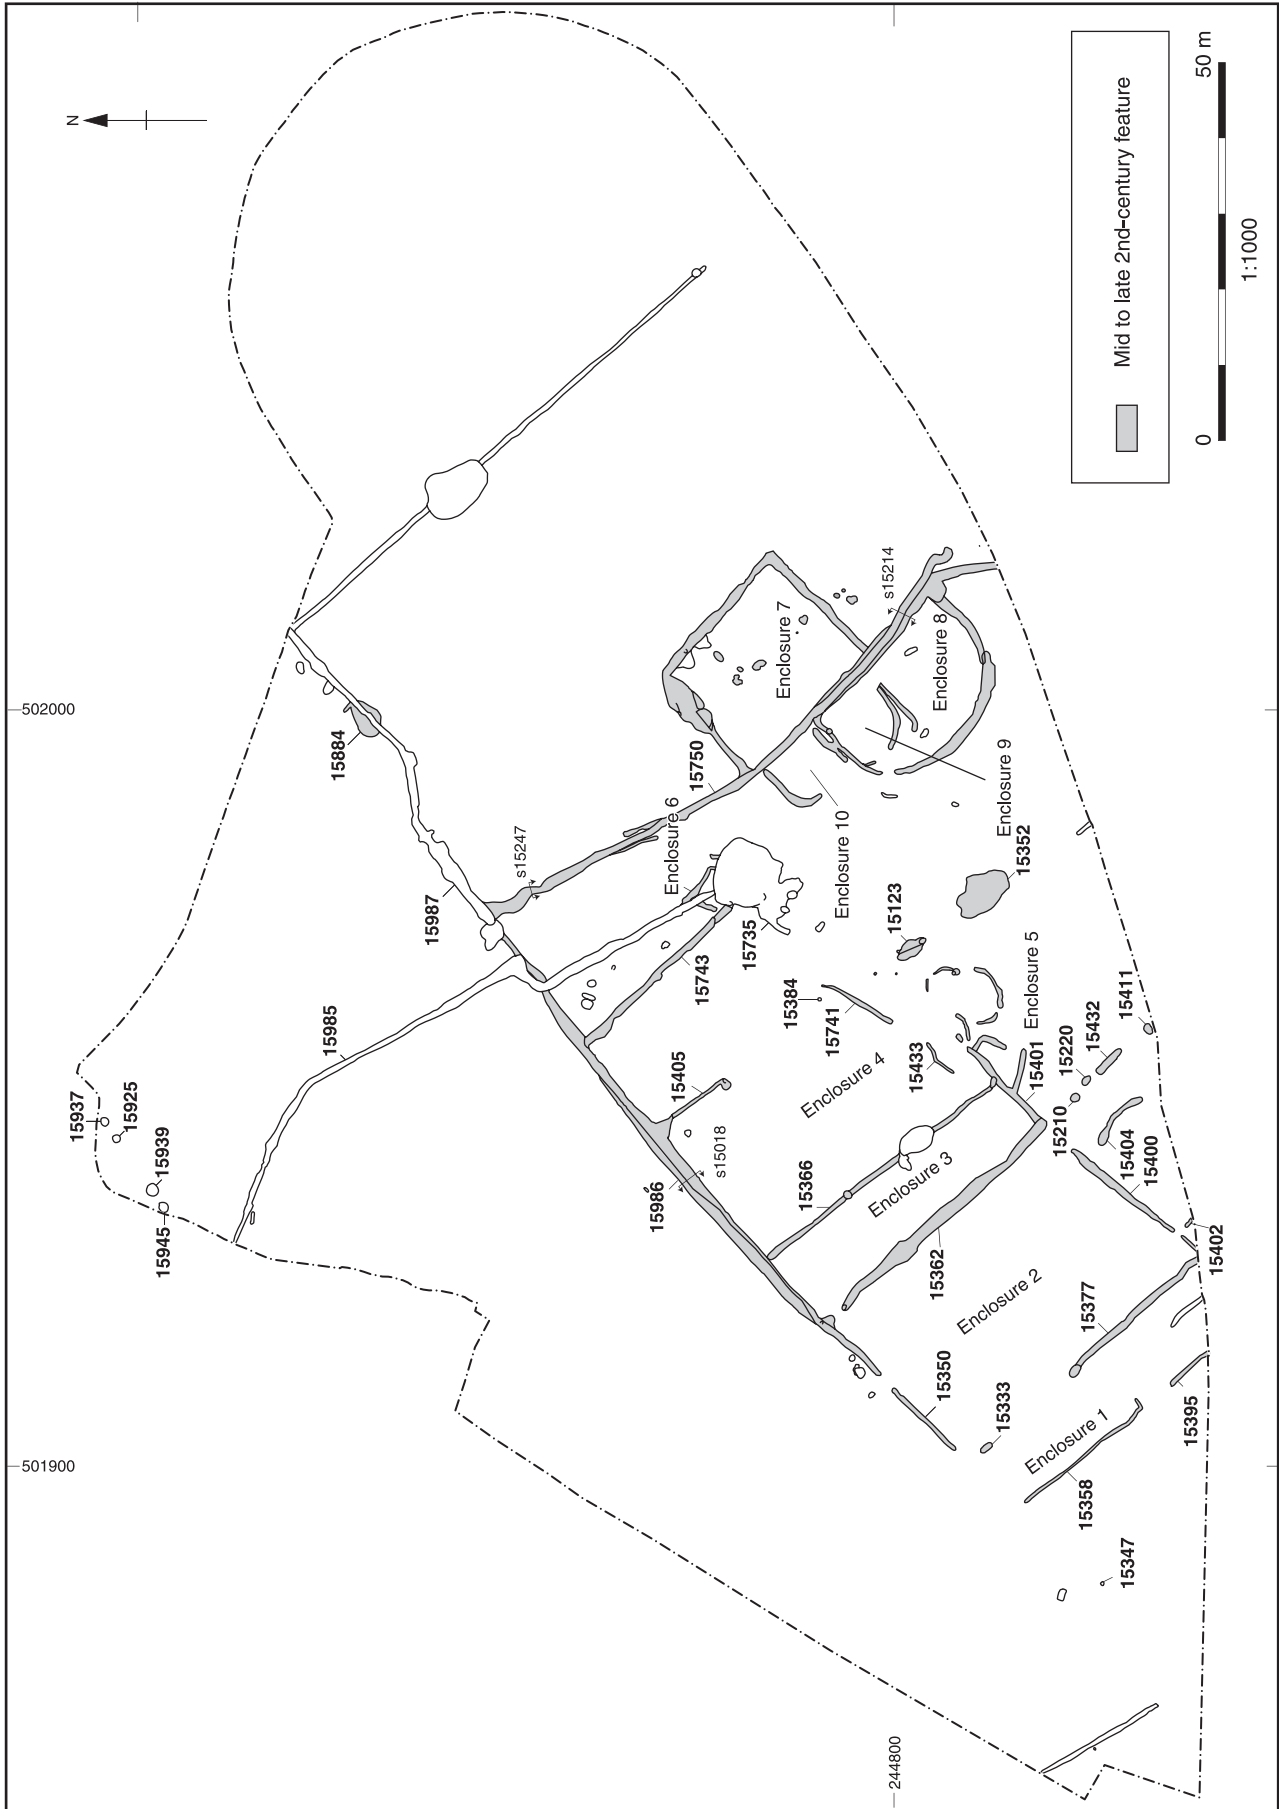 N
50 m
0
1:1000
Mid to late 2nd-century feature
502000
501900
244800
15884
15987
s15247
15985
15937
15925
15939
15945
15750
Enclosure 6
Enclosure 7
s15214
Enclosure 8
Enclosure 9
Enclosure 10
15352
15735
15743
15123
15384
15741
Enclosure 5
15411
15432
15220
15401
15433
Enclosure 4
15405
s15018
15986
15366
Enclosure 3
15210
15404
15400
15402
15362
Enclosure 2
15377
15350
15333
15395
Enclosure 1
15358
15347